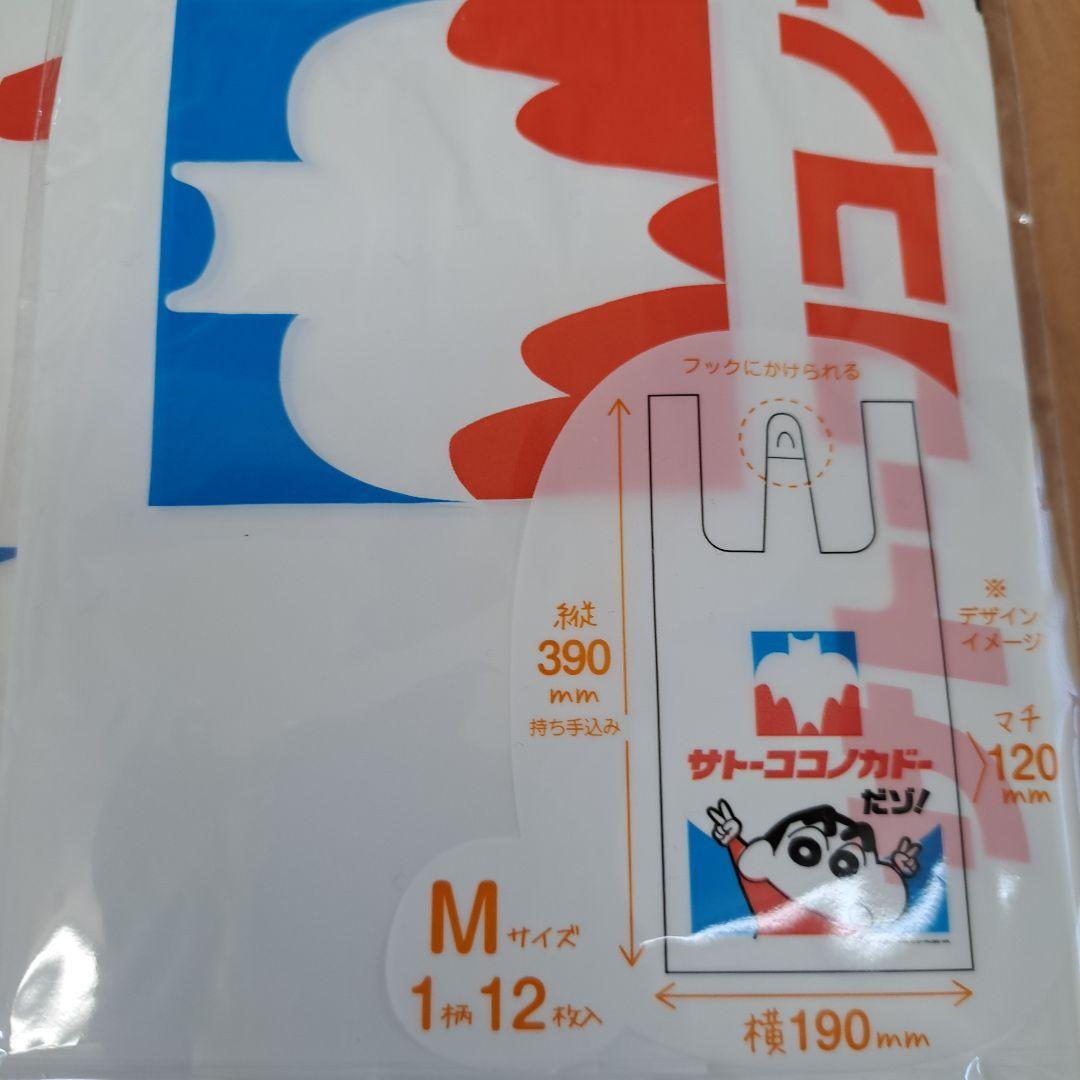 フックにかけられる
縦
390
mm
持ち手込み
※
デザイン
イメージ
マチ
120
mm
サトーココノカドー
だゾ!
Mサイズ
1柄12枚入
横190mm